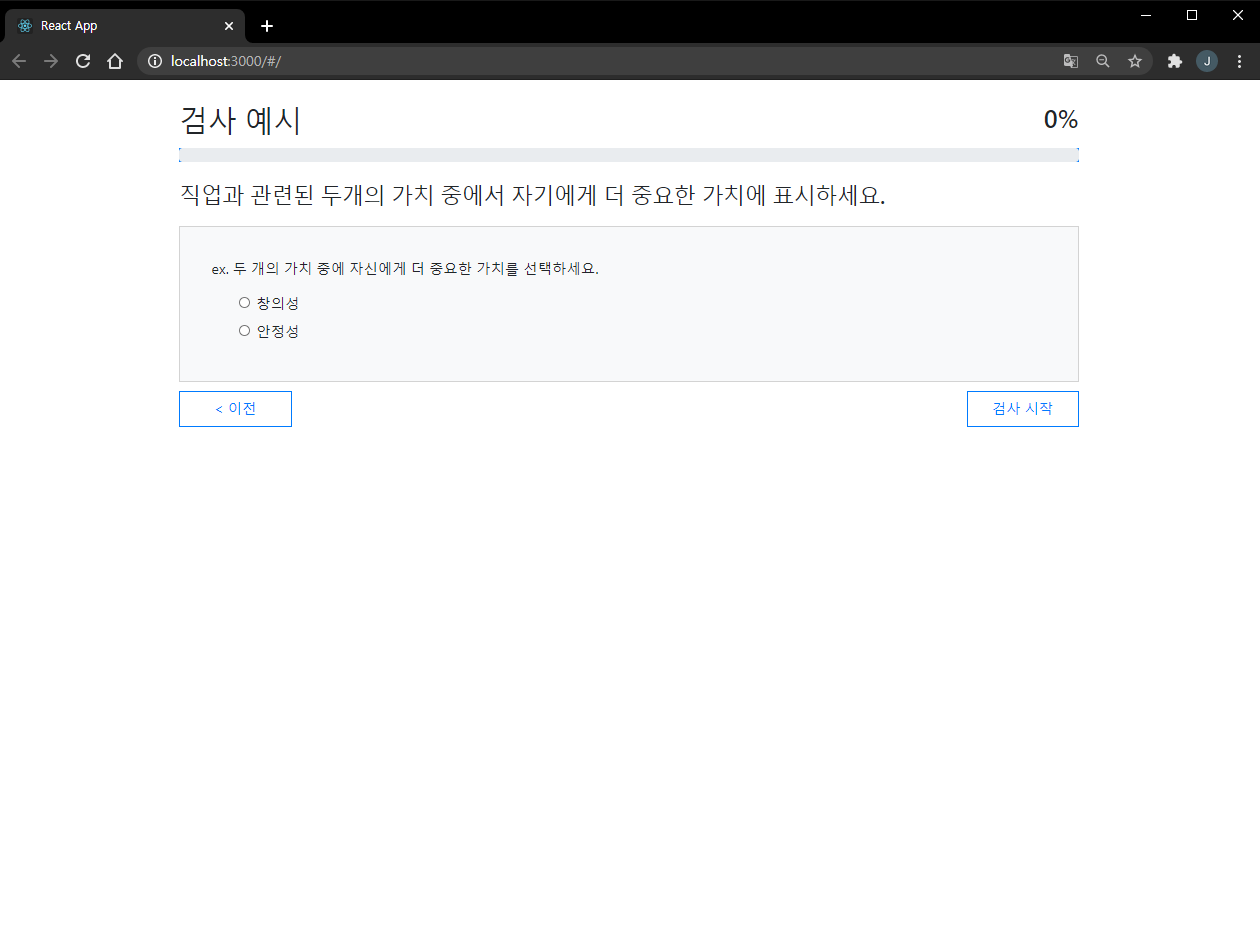 React App
localhost:3000/#/
J
검사 예시
0%
직업과 관련된 두개의 가치 중에서 자기에게 더 중요한 가치에 표시하세요.
ex. 두 개의 가치 중에 자신에게 더 중요한 가치를 선택하세요.
창의성
안정성
< 이전
검사 시작